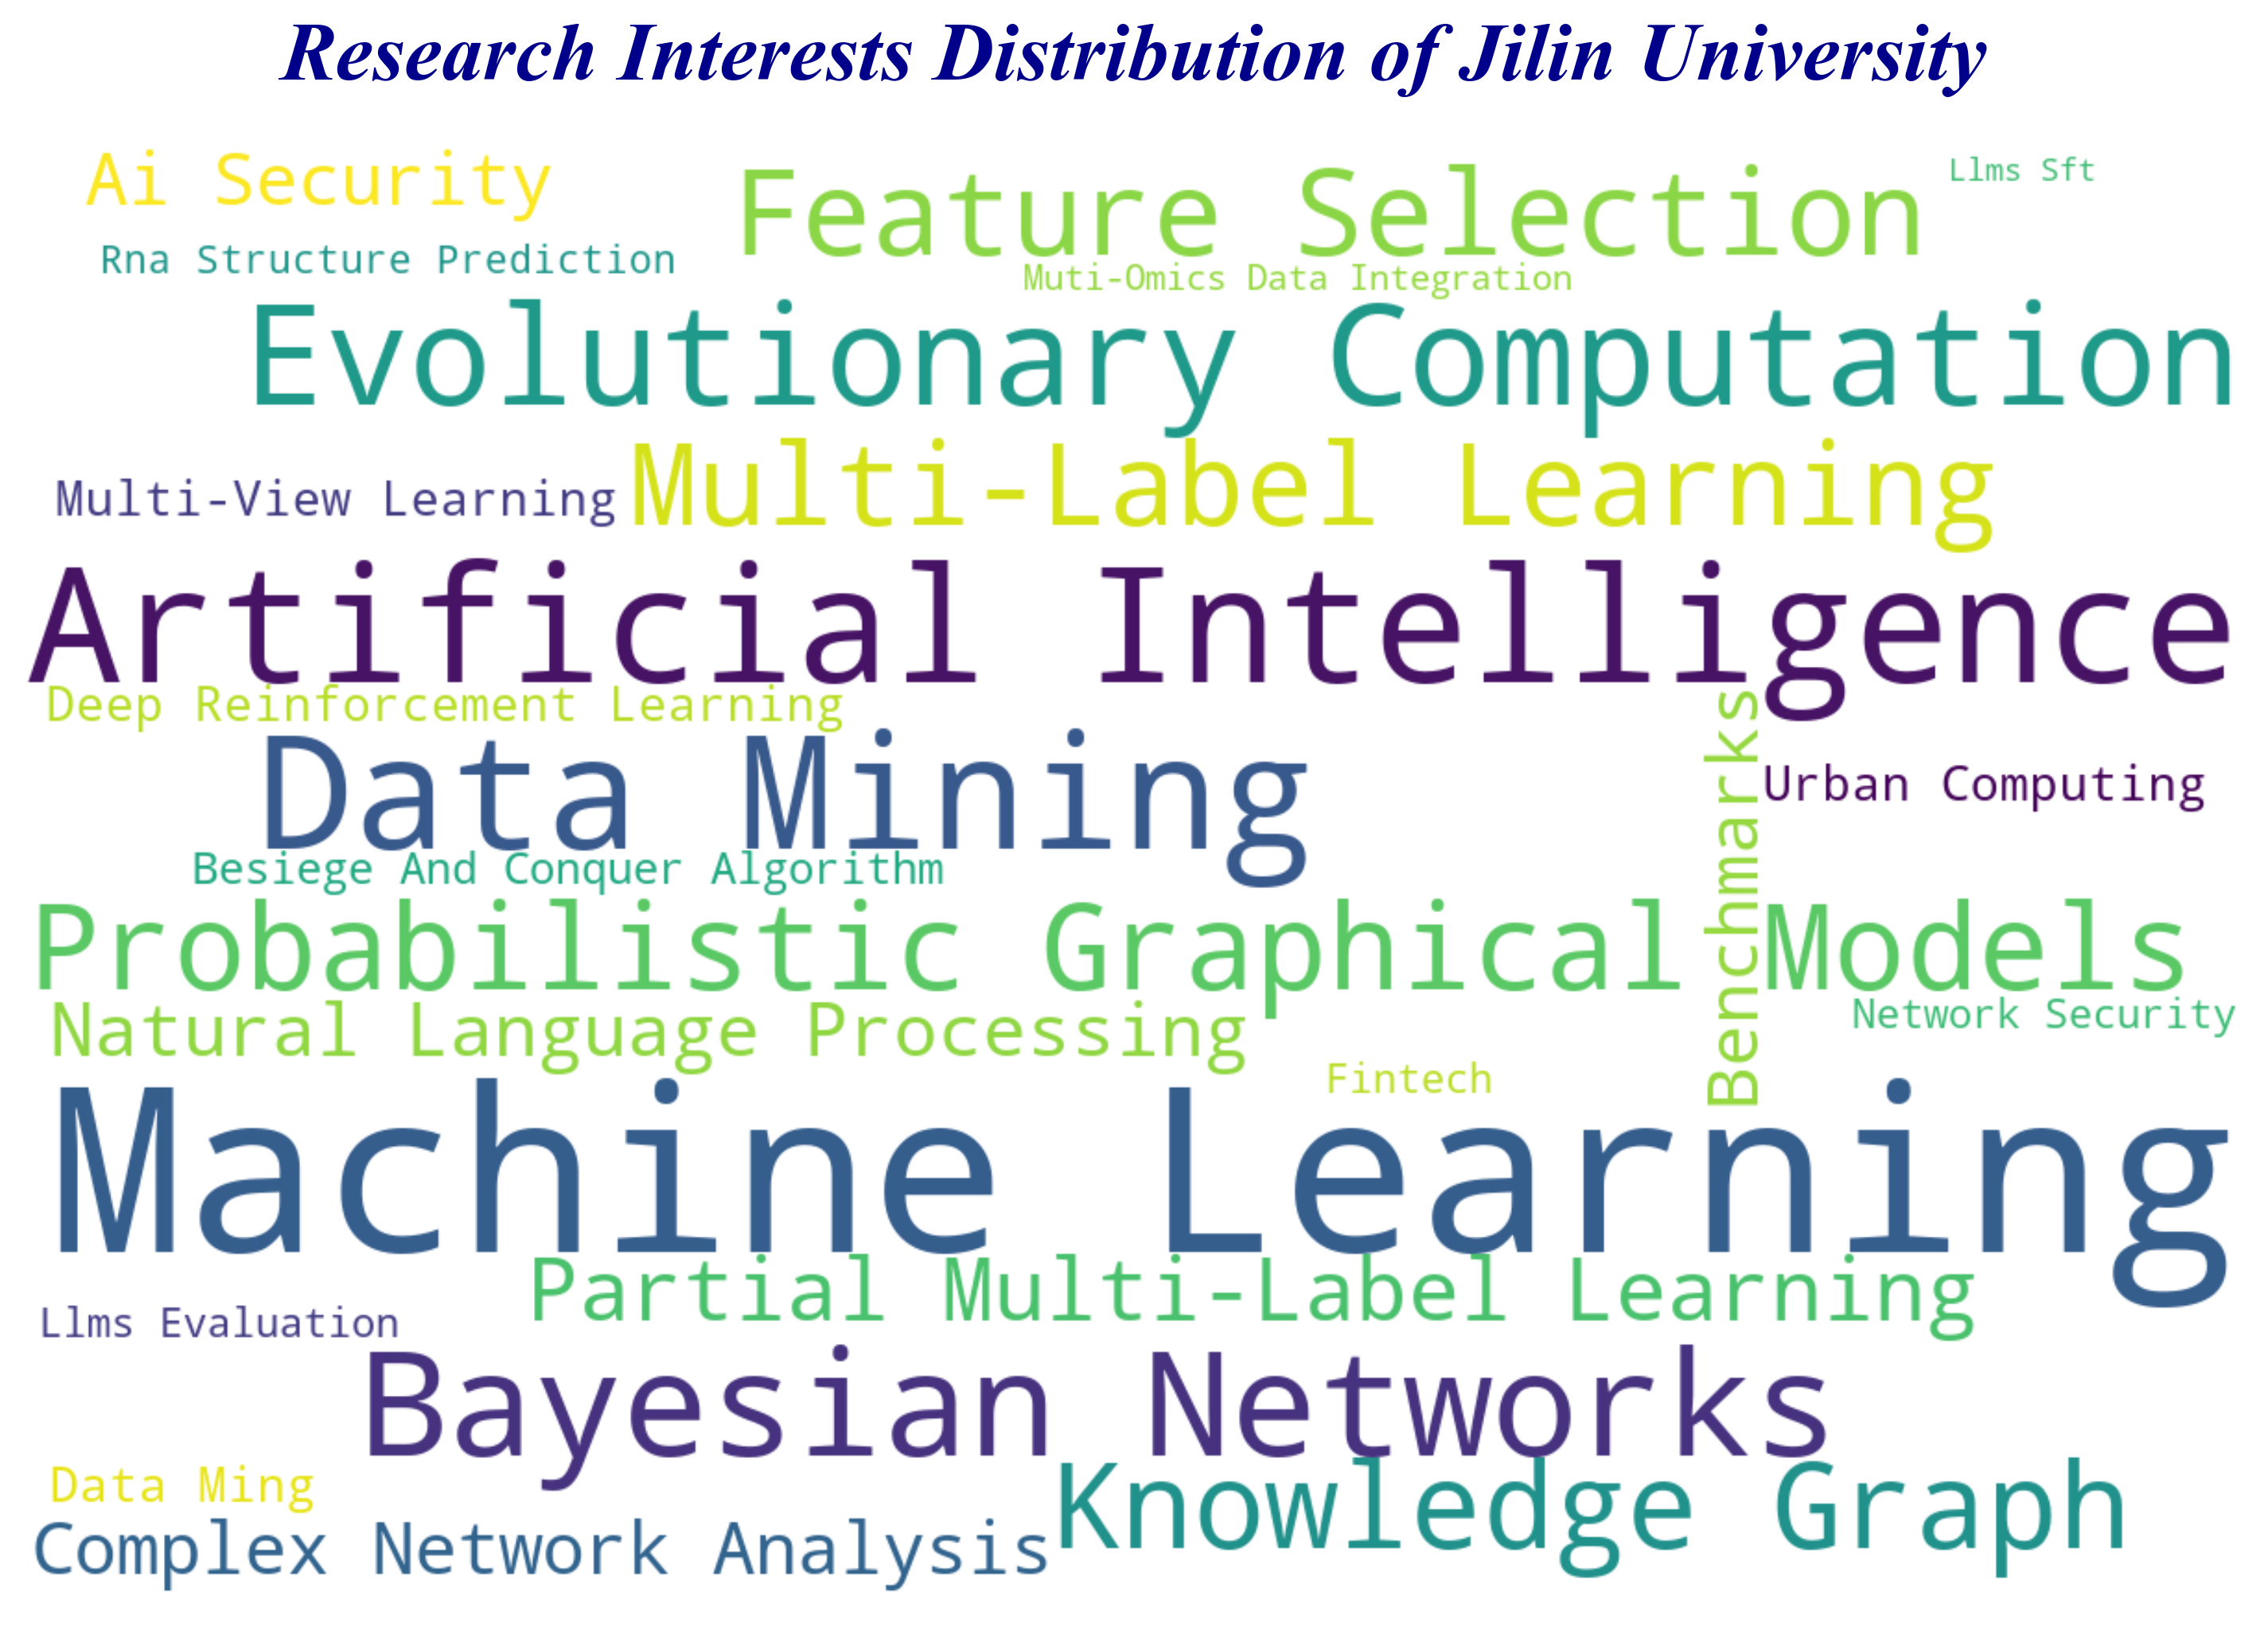 Research Interests Distribution of Jilin University
Ai Security
Feature Selection
Llms Sft
Rna Structure Prediction
Muti-Omics Data Integration
Evolutionary Computation
Multi-View Learning
Multi-Label Learning
Artificial Intelligence
Deep Reinforcement Learning
Data Mining
Benchmarks
Urban Computing
Besiege And Conquer Algorithm
Probabilistic Graphical Models
Natural Language Processing
Network Security
Fintech
Machine Learning
Partial Multi-Label Learning
Llms Evaluation
Bayesian Networks
Data Ming
Knowledge Graph
Complex Network Analysis